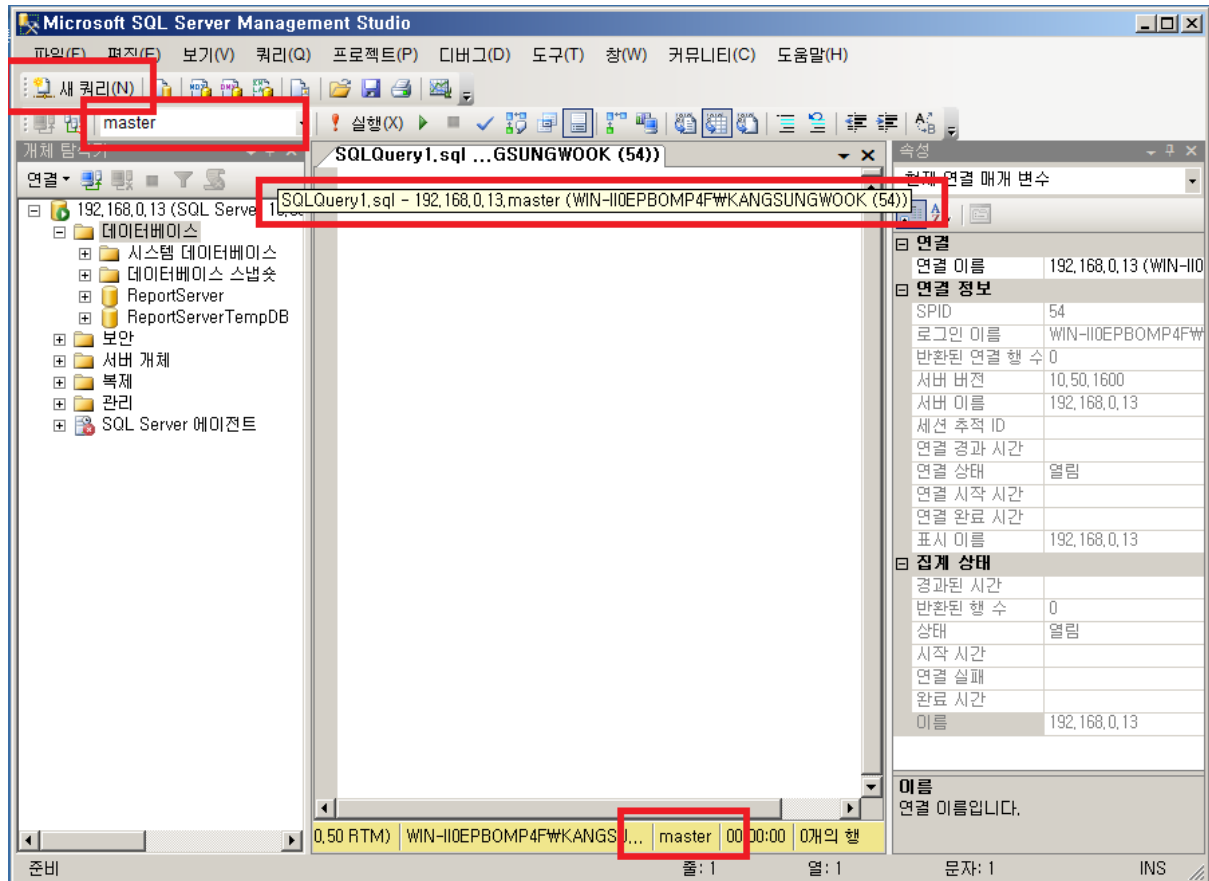 Microsoft SQL Server Management Studio
파일(F) 편집(E) 보기(V) 쿼리(Q) 프로젝트(P) 디버그(D) 도구(T) 창(W) 커뮤니티(C) 도움말(H)
새 쿼리(N)
master 실행(X)
개체 탐색기
연결
192,168,0,13 (SQL Server
데이터베이스
시스템 데이터베이스
데이터베이스 스냅숏
ReportServer
ReportServerTempDB
보안
서버 개체
복제
관리
SQL Server 에이전트
SQLQuery1.sql ...GSUNGWOOK (54))
SQLQuery1.sql - 192,168,0,13,master (WIN-II0EPBOMP4F₩KANGSUNGWOOK (54))
0,50 RTM) WIN-II0EPBOMP4F₩KANGSU... master 00:00:00 0개의 행
속성
현재 연결 매개 변수
연결
연결 이름 192,168,0,13 (WIN-II0
연결 정보
SPID 54
로그인 이름 WIN-II0EPBOMP4F₩
반환된 연결 행 수 0
서버 버전 10,50,1600
서버 이름 192,168,0,13
세션 추적 ID
연결 경과 시간
연결 상태 열림
연결 시작 시간
연결 완료 시간
표시 이름 192,168,0,13
집계 상태
경과된 시간
반환된 행 수 0
상태 열림
시작 시간
연결 실패
완료 시간
이름 192,168,0,13
이름
연결 이름입니다.
준비 줄: 1 열: 1 문자: 1 INS